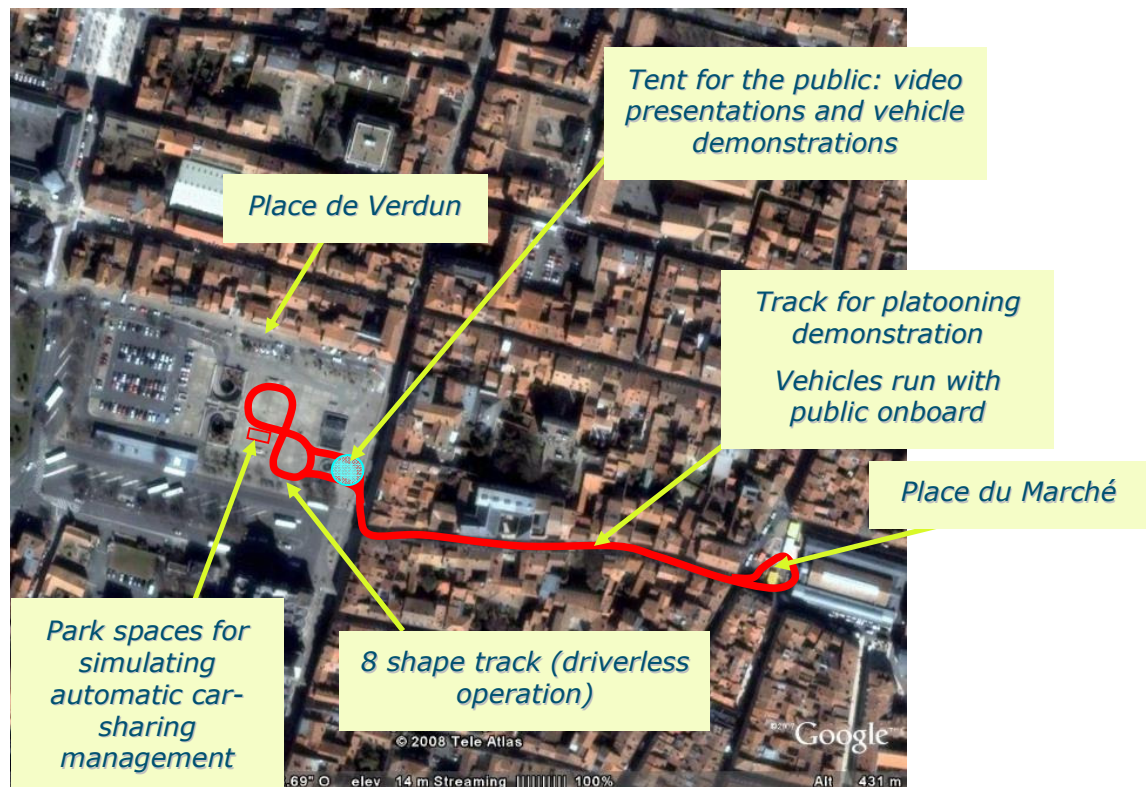 Tent for the public: video
presentations and vehicle
demonstrations
Place de Verdun
Track for platooning
demonstration
Vehicles run with
public onboard
Place du Marché
Park spaces for
simulating
automatic car-
sharing
management
8 shape track (driverless
operation)
Google
© 2008 Tele Atlas
.69" O elev 14 m Streaming |||||||||| 100% Alt 431 m